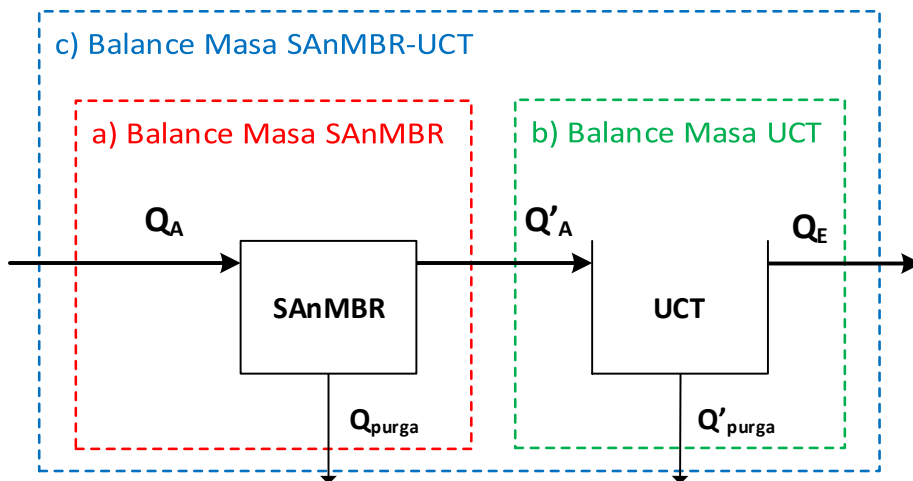 c) Balance Masa SAnMBR-UCT
a) Balance Masa SAnMBR
b) Balance Masa UCT
QA
Q'A
QE
SAnMBR
UCT
Qpurga
Q'purga